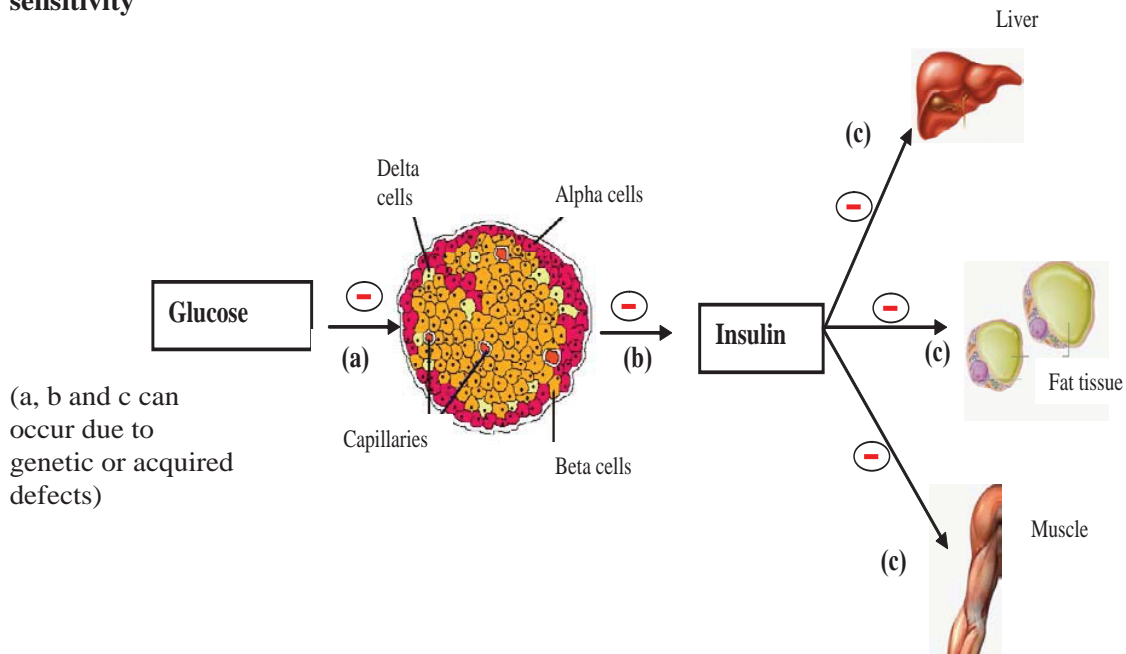 sensitivity
Liver
(c)
Delta
cells
Alpha cells
Glucose
(a)
(b)
Insulin
(c)
Fat tissue
(a, b and c can
occur due to
genetic or acquired
defects)
Capillaries
Beta cells
Muscle
(c)